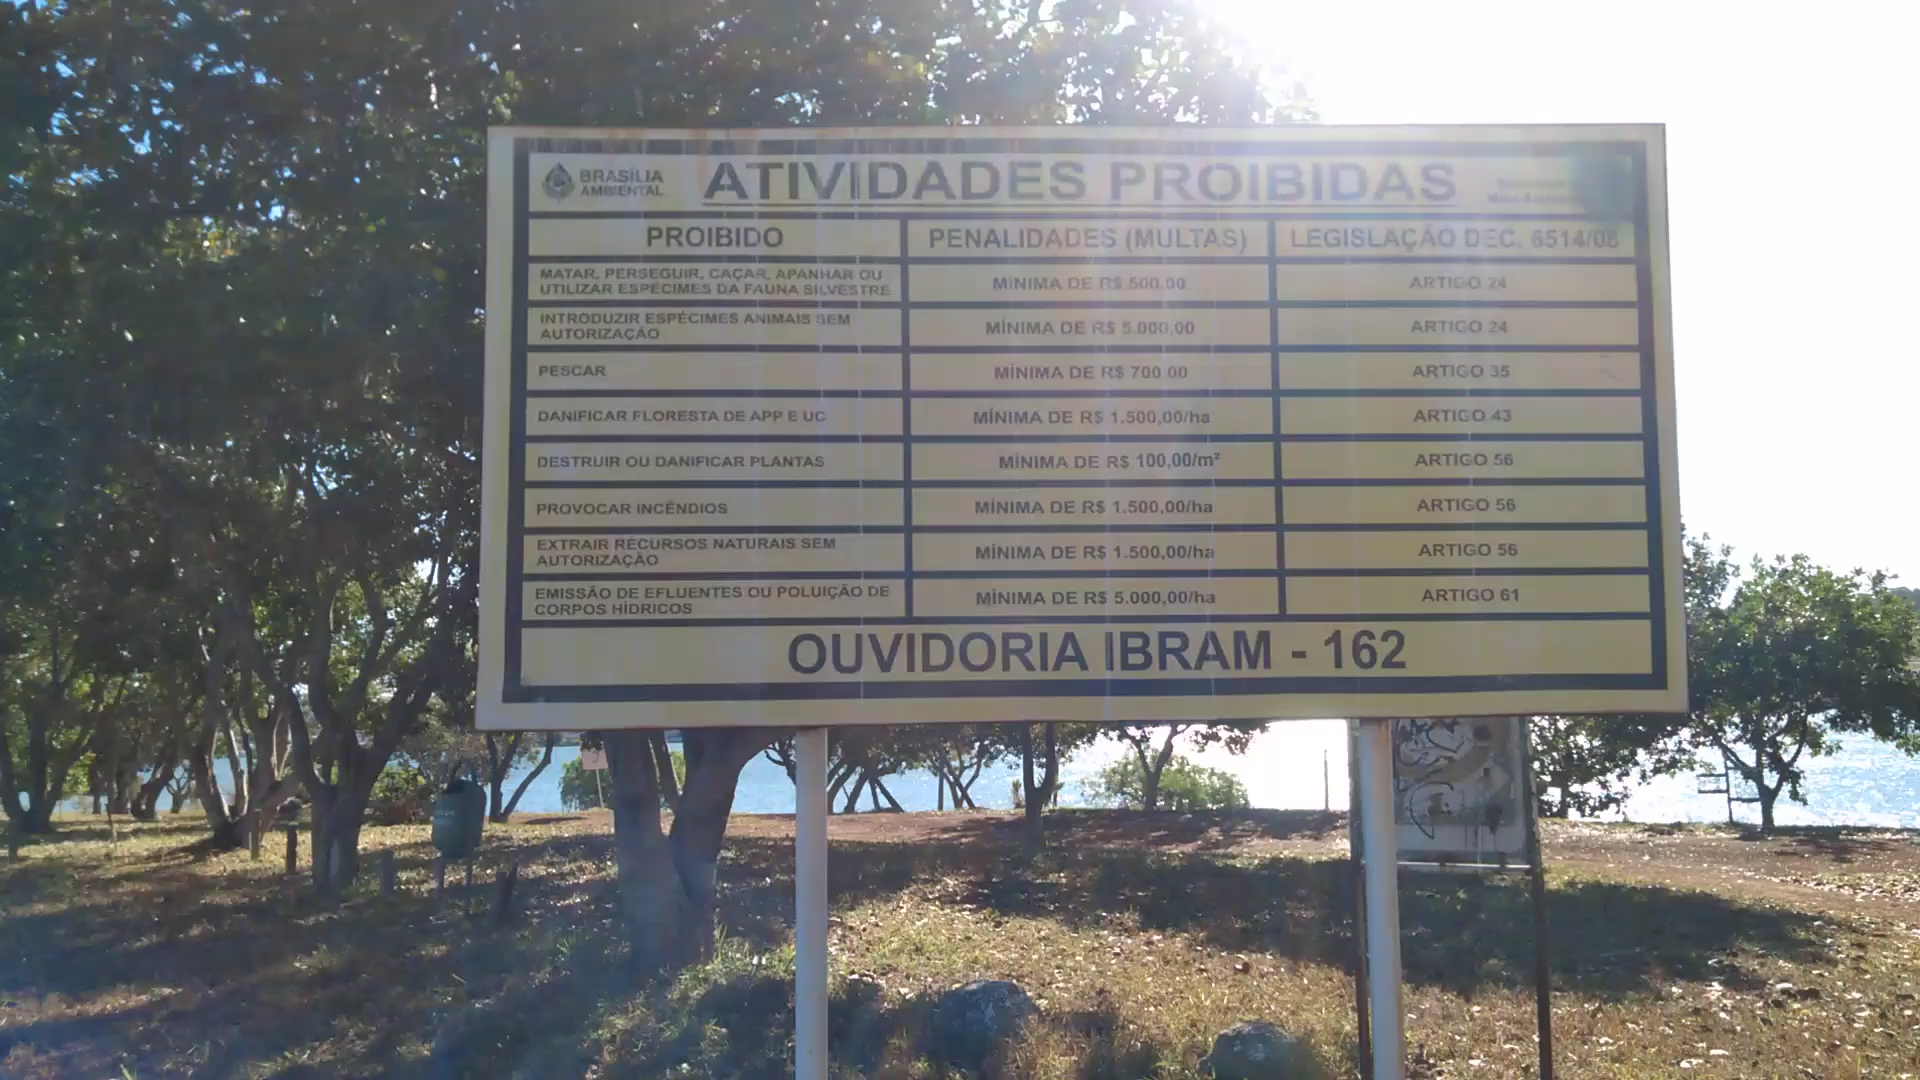 BRASÍLIA
AMBIENTAL
ATIVIDADES PROIBIDAS
PROIBIDO
PENALIDADES (MULTAS)
LEGISLAÇÃO DEC. 6514/08
MATAR, PERSEGUIR, CAÇAR, APANHAR OU
UTILIZAR ESPÉCIMES DA FAUNA SILVESTRE
MÍNIMA DE R$ 500,00
ARTIGO 24
INTRODUZIR ESPÉCIMES ANIMAIS SEM
AUTORIZAÇÃO
MÍNIMA DE R$ 5.000,00
ARTIGO 24
PESCAR
MÍNIMA DE R$ 700,00
ARTIGO 35
DANIFICAR FLORESTA DE APP E UC
MÍNIMA DE R$ 1.500,00/ha
ARTIGO 43
DESTRUIR OU DANIFICAR PLANTAS
MÍNIMA DE R$ 100,00/m²
ARTIGO 56
PROVOCAR INCÊNDIOS
MÍNIMA DE R$ 1.500,00/ha
ARTIGO 56
EXTRAIR RECURSOS NATURAIS SEM
AUTORIZAÇÃO
MÍNIMA DE R$ 1.500,00/ha
ARTIGO 56
EMISSÃO DE EFLUENTES OU POLUIÇÃO DE
CORPOS HÍDRICOS
MÍNIMA DE R$ 5.000,00/ha
ARTIGO 61
OUVIDORIA IBRAM - 162